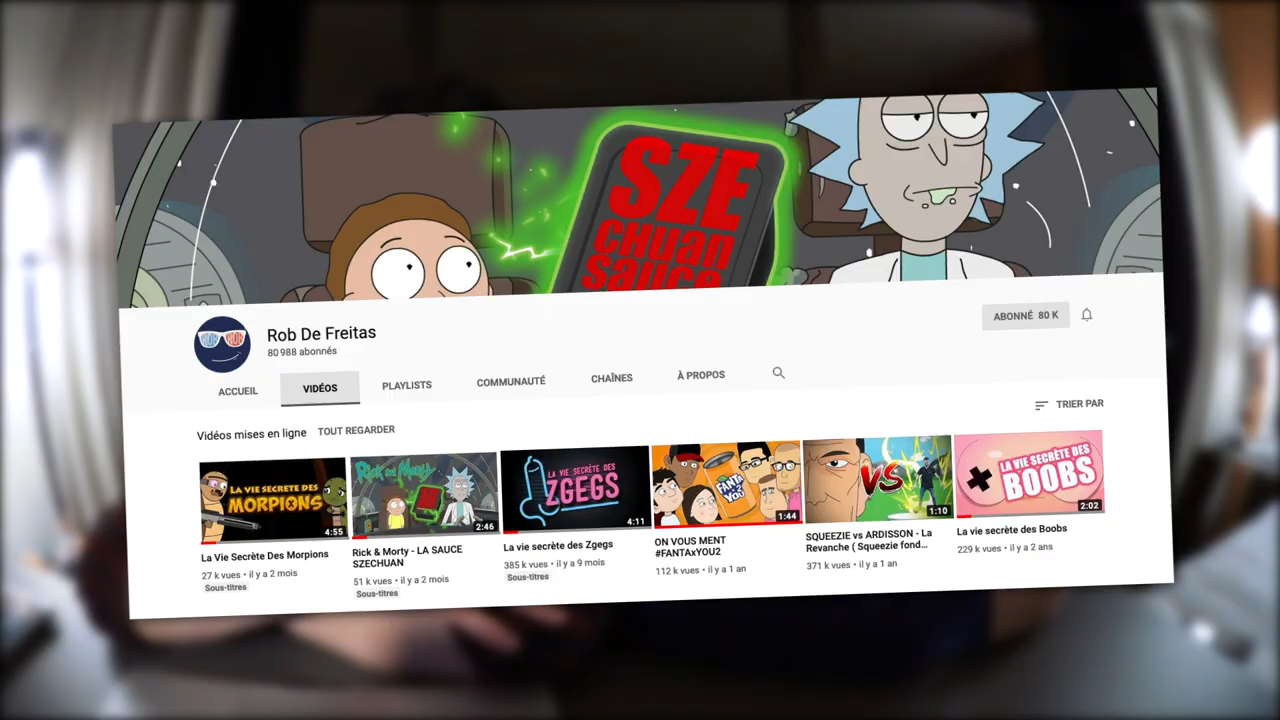 SZE
CHuan
sauce
ROB ROB
Rob De Freitas
80 988 abonnés
ABONNÉ 80 K
ACCUEIL
VIDÉOS
PLAYLISTS
COMMUNAUTÉ
CHAÎNES
À PROPOS
TRIER PAR
Vidéos mises en ligne
TOUT REGARDER
LA VIE SECRÈTE DES
MORPIONS
4:55
La Vie Secrète Des Morpions
27 k vues • il y a 2 mois
Sous-titres
Rick and Morty
2:46
Rick & Morty - LA SAUCE
SZECHUAN
51 k vues • il y a 2 mois
Sous-titres
LA VIE SECRÈTE DES
ZGEGS
4:11
La vie secrète des Zgegs
385 k vues • il y a 9 mois
Sous-titres
FANTA
YOU
1:44
ON VOUS MENT
#FANTAxYOU2
112 k vues • il y a 1 an
VS
1:10
SQUEEZIE vs ARDISSON - La
Revanche ( Squeezie fond...
371 k vues • il y a 1 an
LA VIE SECRÈTE DES
BOOBS
2:02
La vie secrète des Boobs
229 k vues • il y a 2 ans